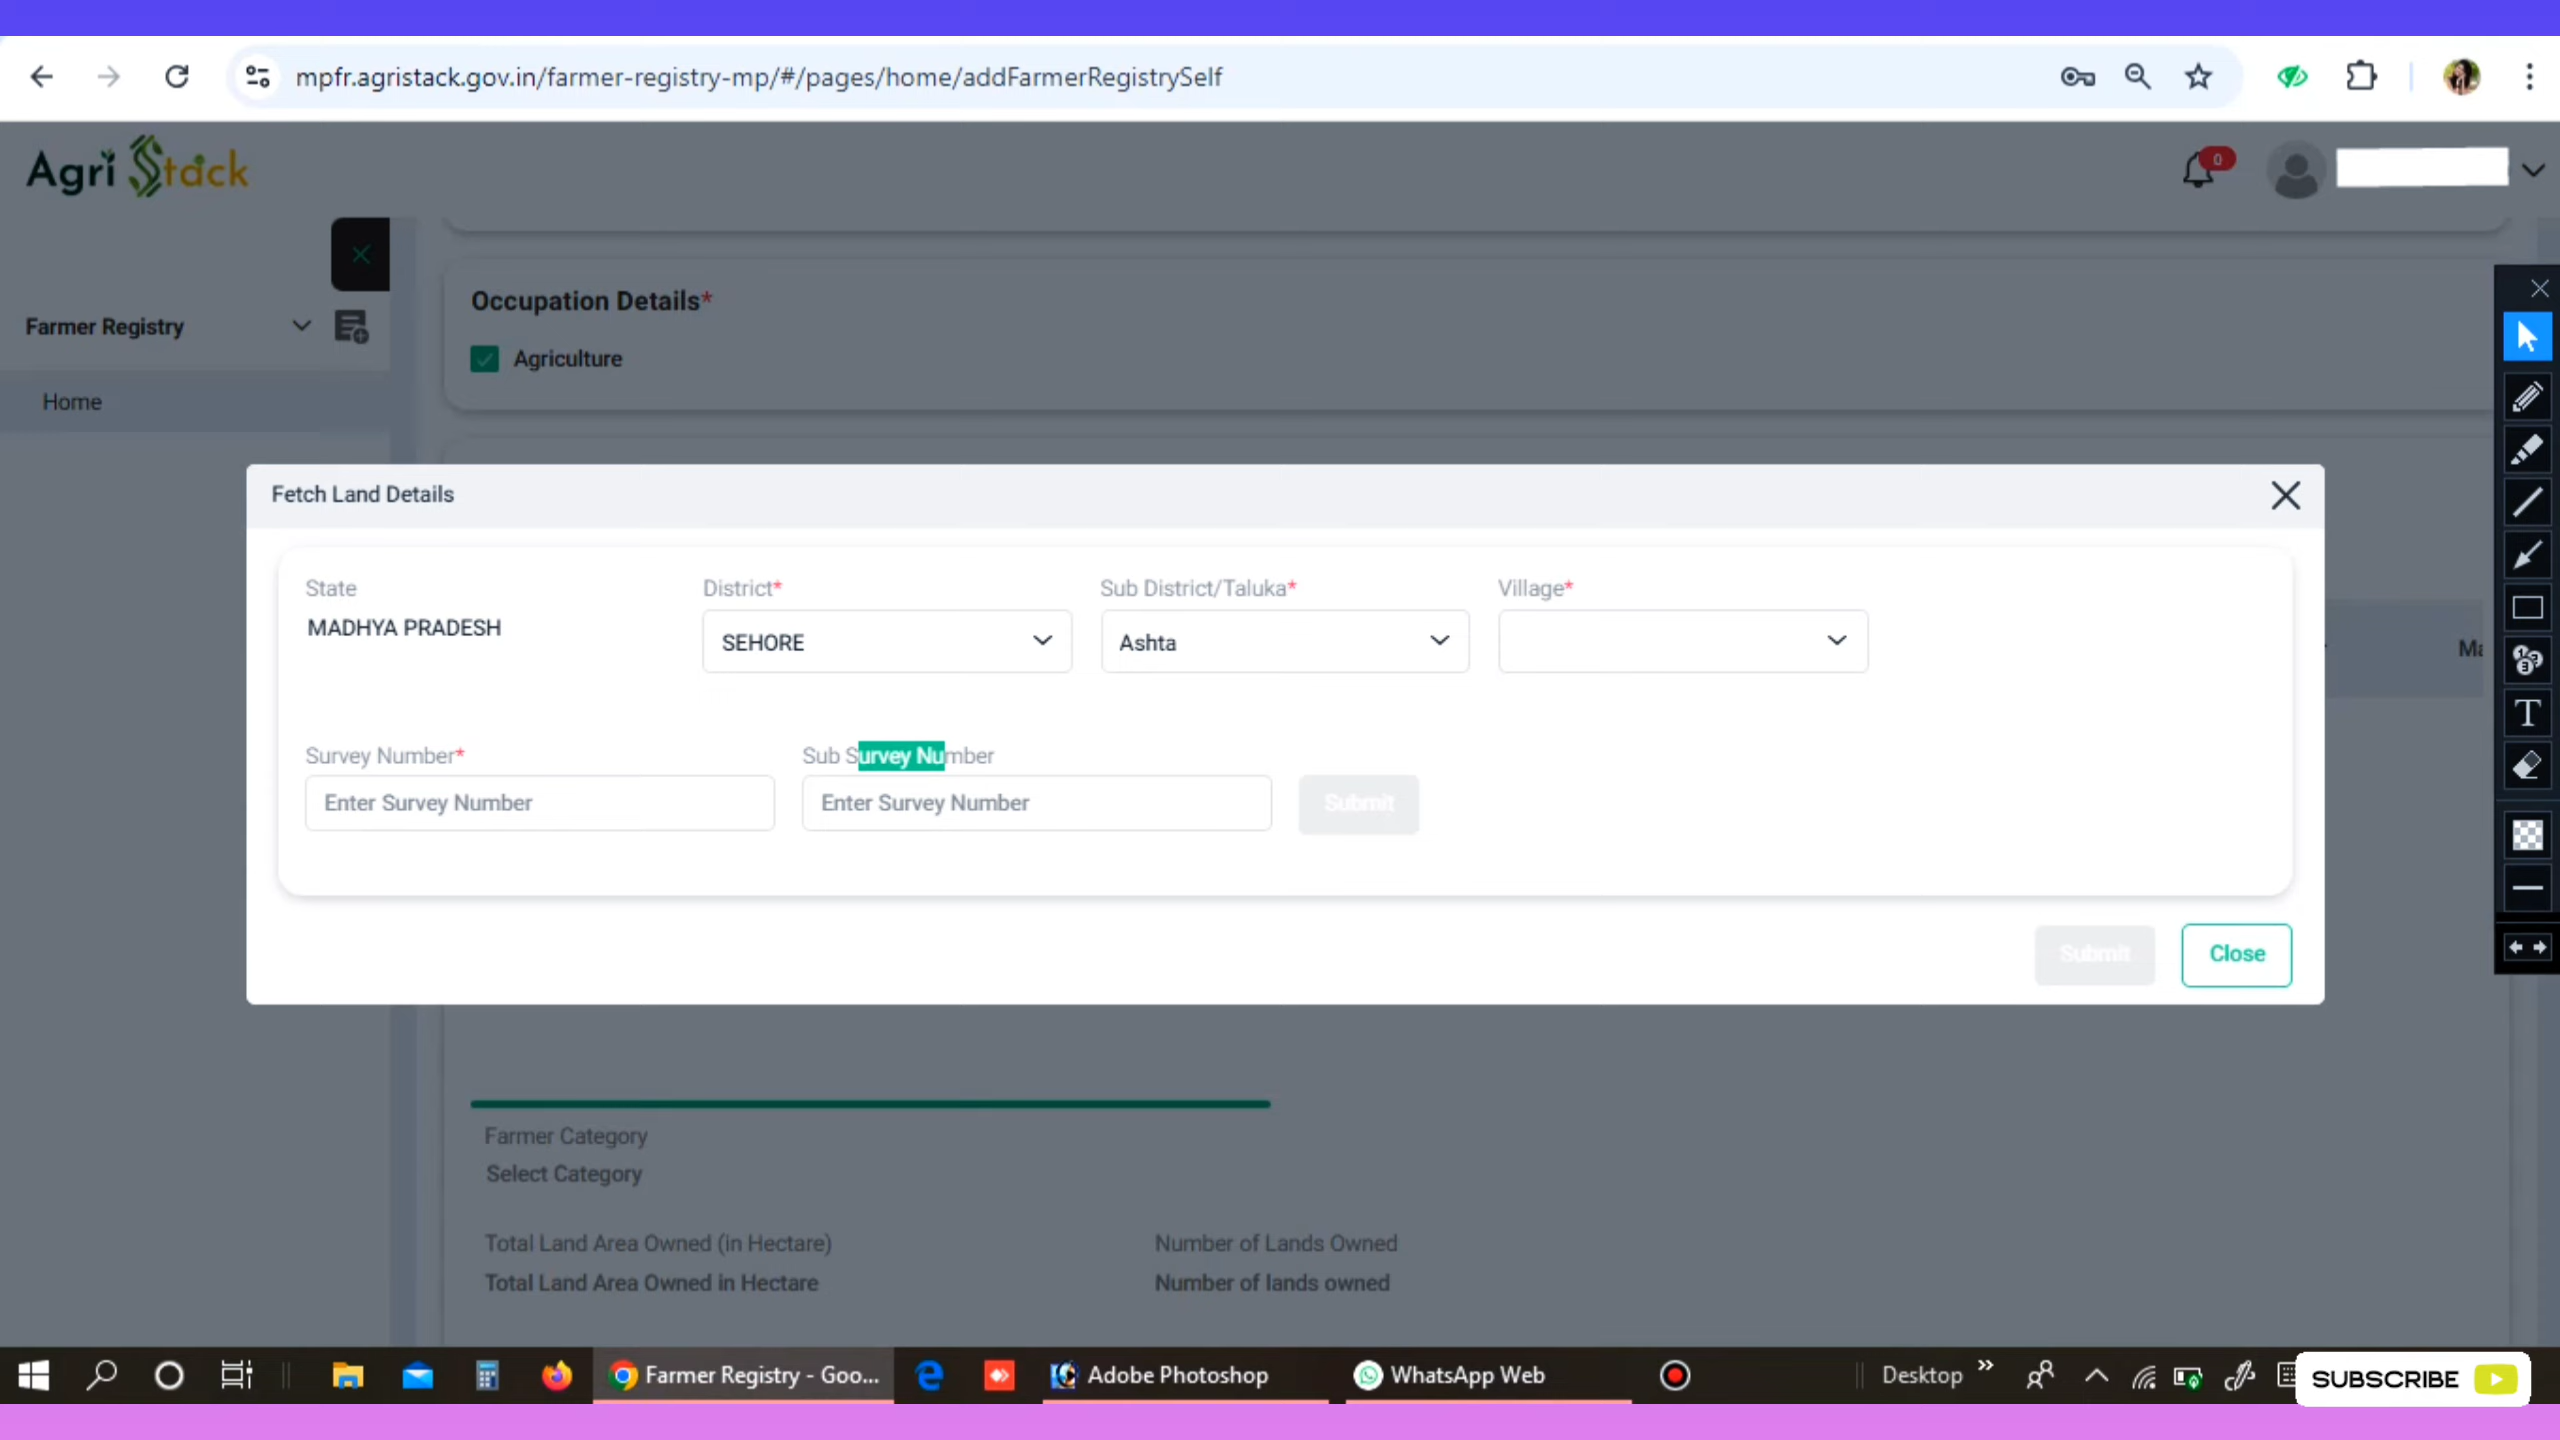 mpfr.agristack.gov.in/farmer-registry-mp/#/pages/home/addFarmerRegistrySelf
Agri Stack
0
Farmer Registry
Home
Occupation Details*
Agriculture
Fetch Land Details
State
MADHYA PRADESH
District*
SEHORE
Sub District/Taluka*
Ashta
Village*
Ma
Survey Number*
Enter Survey Number
Sub Survey Number
Enter Survey Number
Submit
Submit
Close
Farmer Category
Select Category
Total Land Area Owned (in Hectare)
Total Land Area Owned in Hectare
Number of Lands Owned
Number of lands owned
T
Farmer Registry - Goo...
Adobe Photoshop
WhatsApp Web
Desktop
SUBSCRIBE